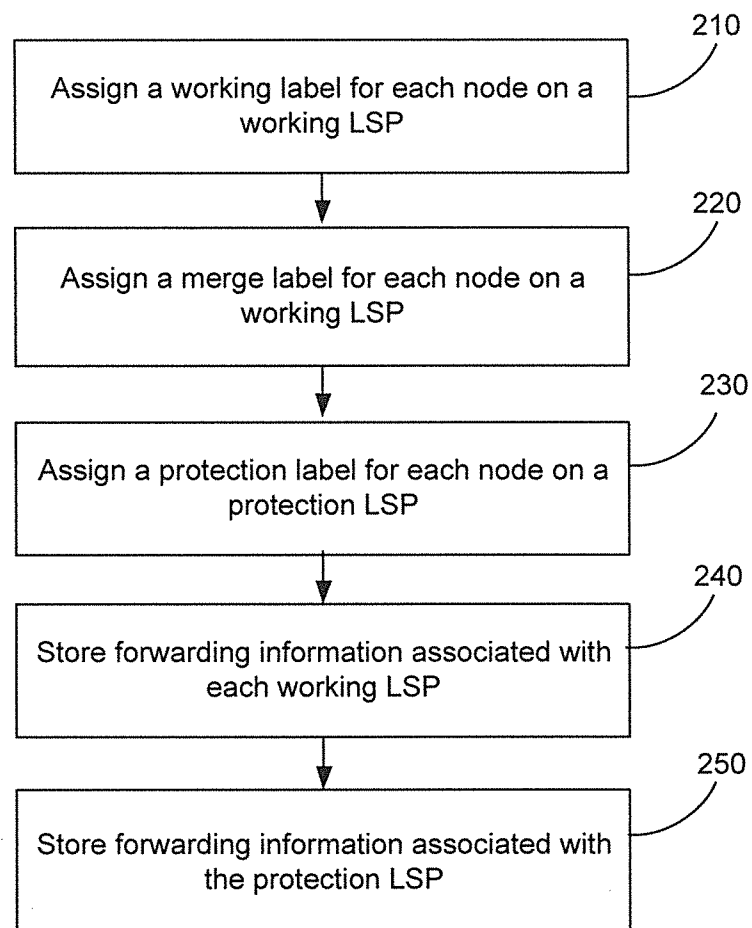 210
Assign a working label for each node on a
working LSP
220
Assign a merge label for each node on a
working LSP
230
Assign a protection label for each node on a
protection LSP
240
Store forwarding information associated with
each working LSP
250
Store forwarding information associated with
the protection LSP